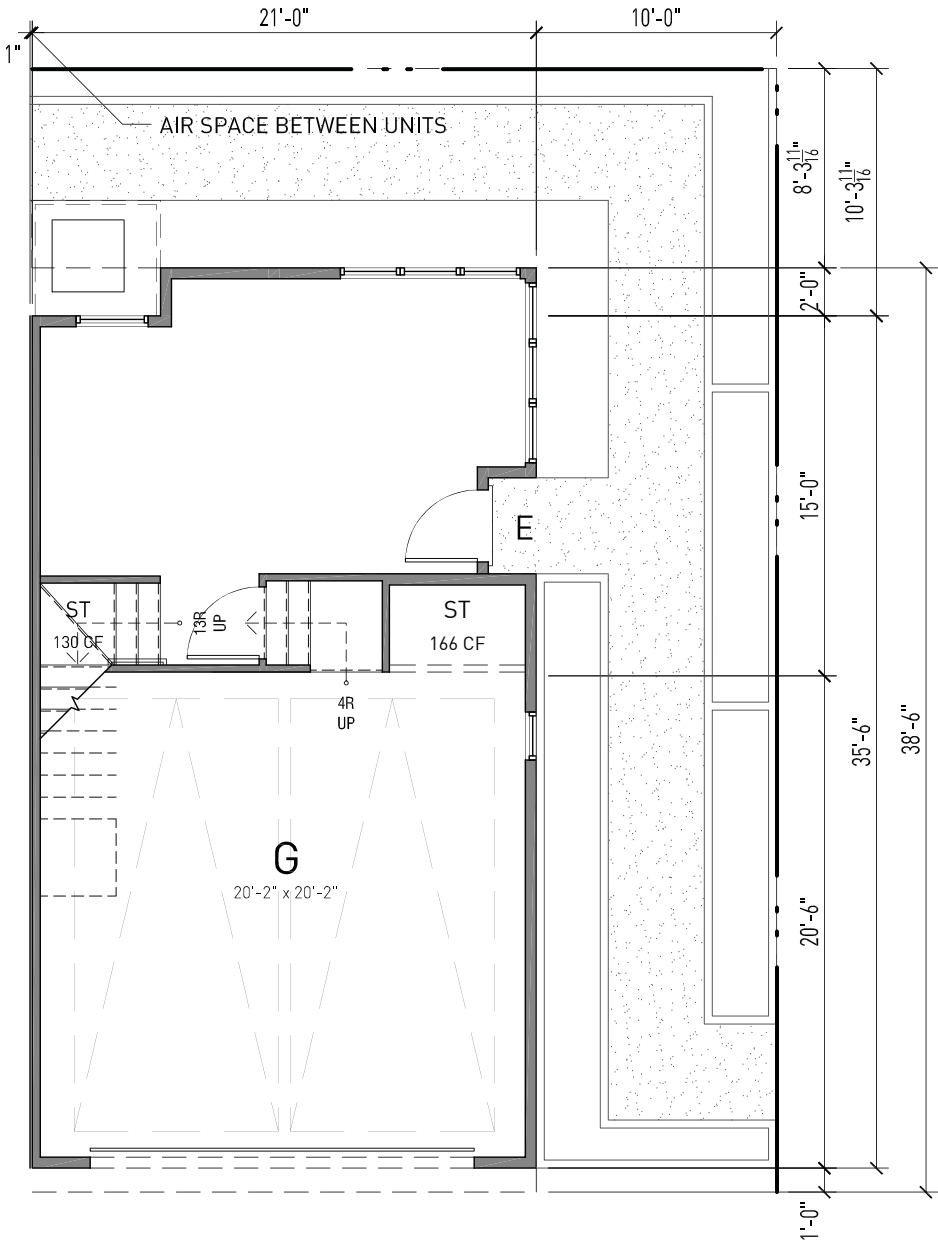 21'-0"
10'-0"
1"
AIR SPACE BETWEEN UNITS
8'-3 11/16"
10'-3 11/16"
2'-0"
15'-0"
E
ST
130 CF
13R
UP
ST
166 CF
4R
UP
35'-6"
38'-6"
G
20'-2" x 20'-2"
20'-6"
1'-0"